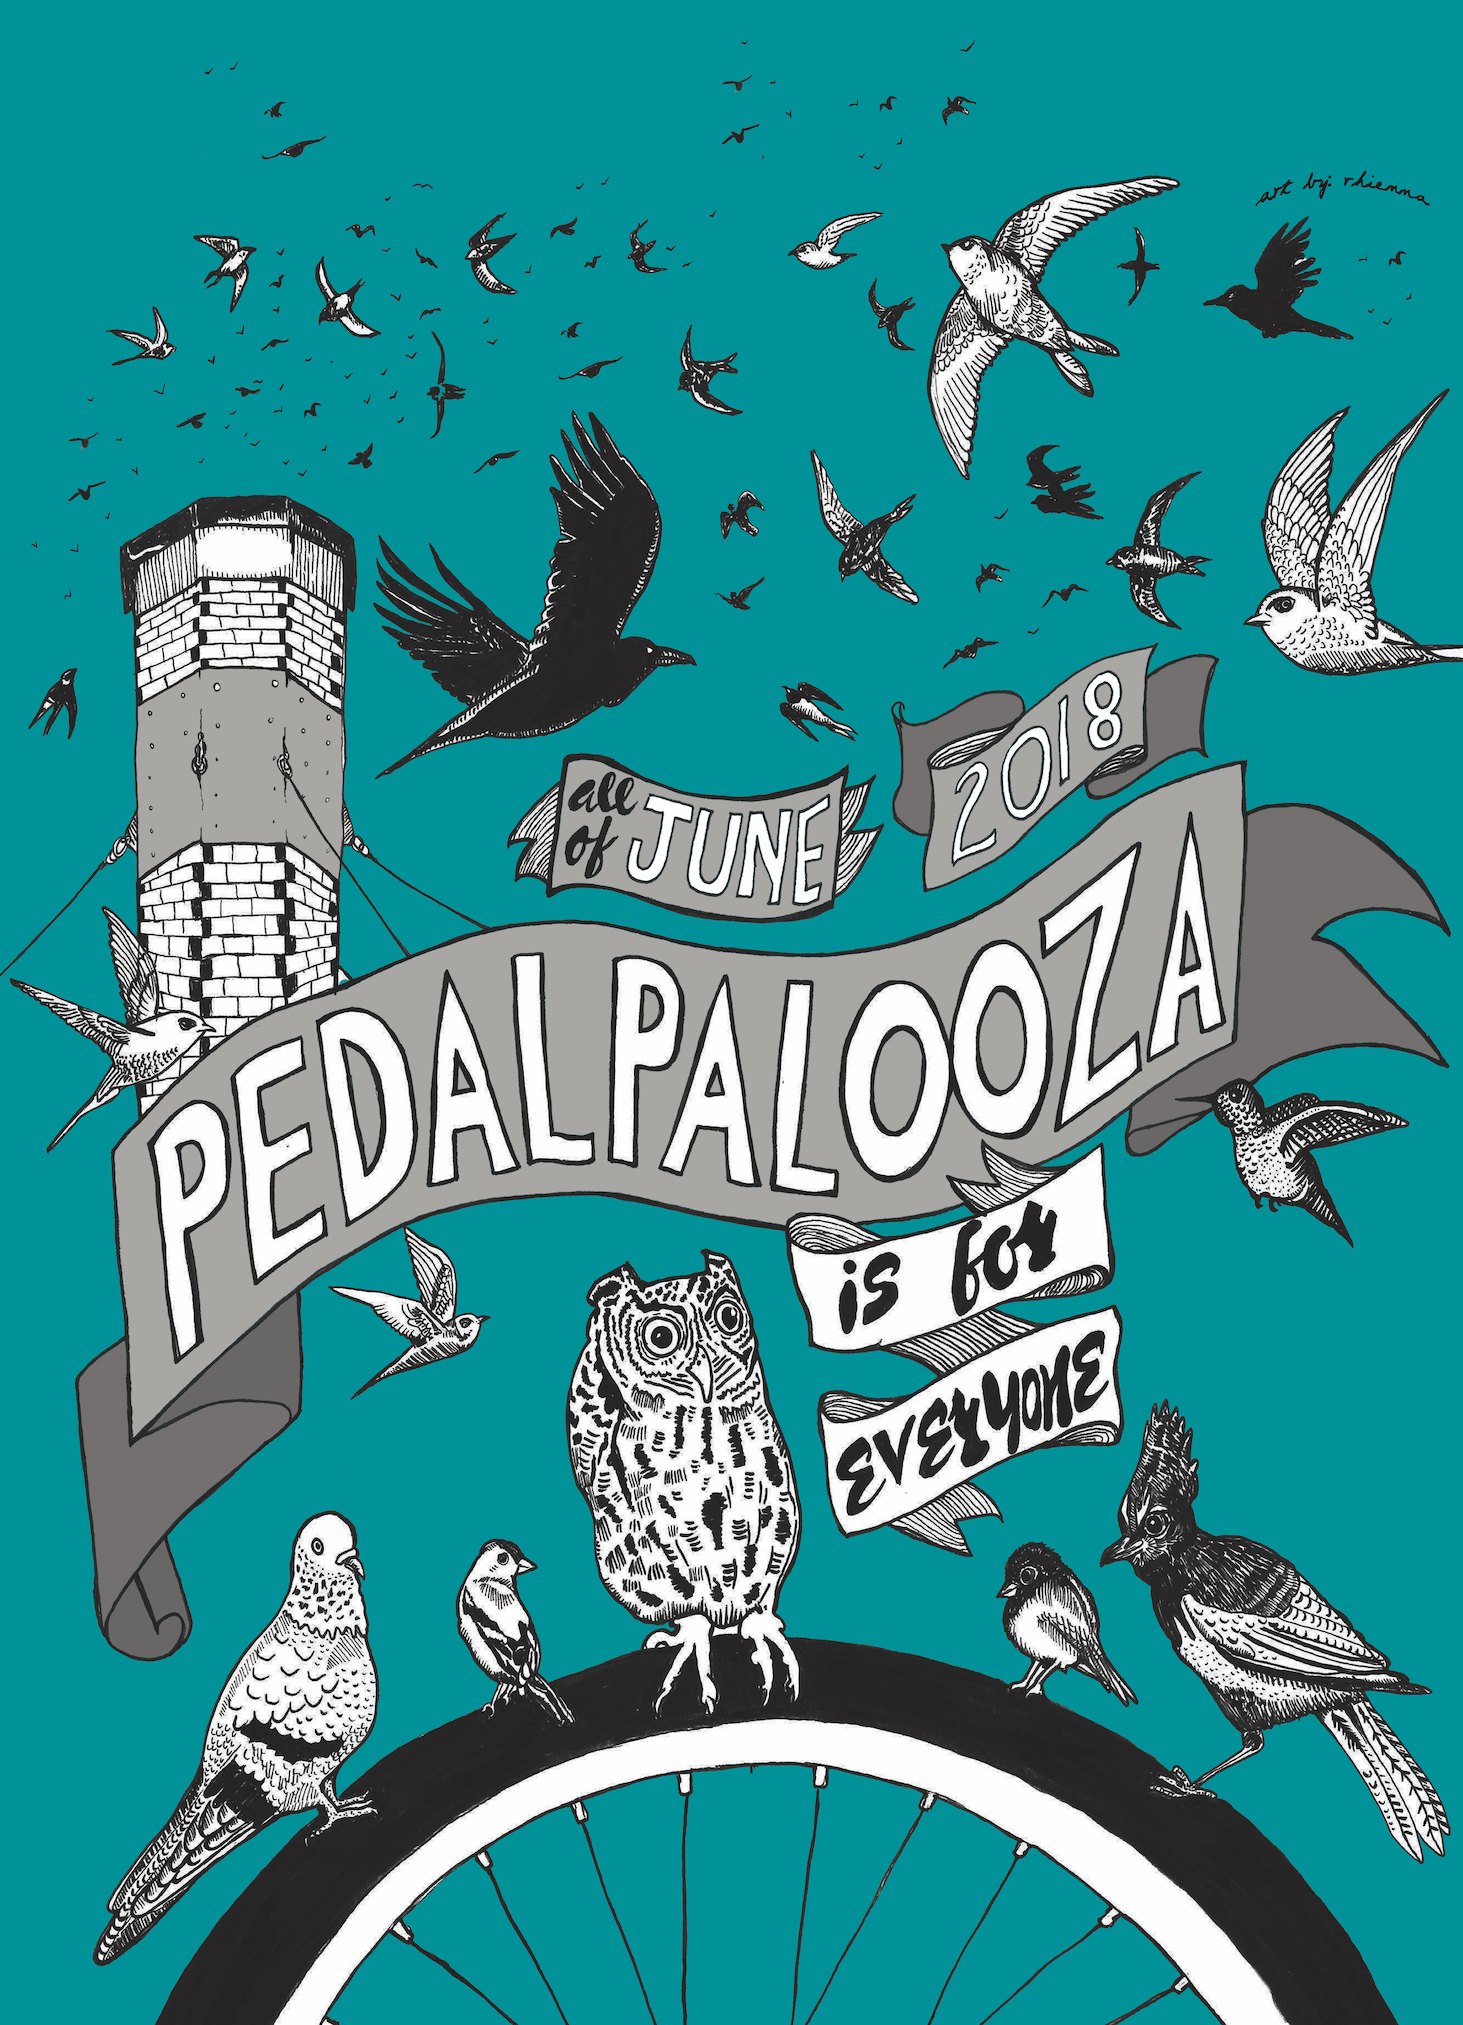 art by: rhienna
2018
all of JUNE
PEDALPALOOZA
is for
EVERYONE